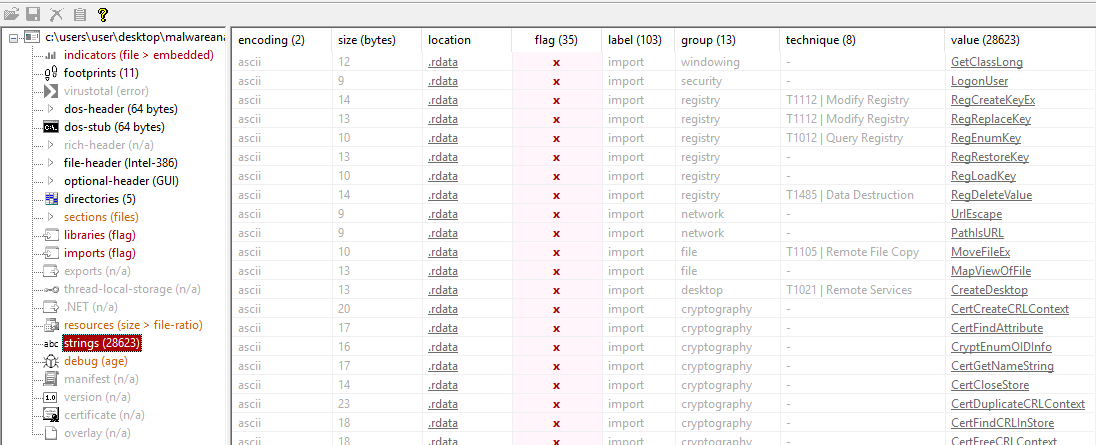 c:\users\user\desktop\malwareana
indicators (file > embedded)
footprints (11)
virustotal (error)
dos-header (64 bytes)
dos-stub (64 bytes)
rich-header (n/a)
file-header (Intel-386)
optional-header (GUI)
directories (5)
sections (files)
libraries (flag)
imports (flag)
exports (n/a)
thread-local-storage (n/a)
.NET (n/a)
resources (size > file-ratio)
abc strings (28623)
debug (age)
manifest (n/a)
1.0 version (n/a)
certificate (n/a)
overlay (n/a)
encoding (2) size (bytes) location flag (35) label (103) group (13) technique (8) value (28623)
ascii 12 .rdata x import windowing - GetClassLong
ascii 9 .rdata x import security - LogonUser
ascii 14 .rdata x import registry T1112 | Modify Registry RegCreateKeyEx
ascii 13 .rdata x import registry T1112 | Modify Registry RegReplaceKey
ascii 10 .rdata x import registry T1012 | Query Registry RegEnumKey
ascii 13 .rdata x import registry - RegRestoreKey
ascii 10 .rdata x import registry - RegLoadKey
ascii 14 .rdata x import registry T1485 | Data Destruction RegDeleteValue
ascii 9 .rdata x import network - UrlEscape
ascii 9 .rdata x import network - PathIsURL
ascii 10 .rdata x import file T1105 | Remote File Copy MoveFileEx
ascii 13 .rdata x import file - MapViewOfFile
ascii 13 .rdata x import desktop T1021 | Remote Services CreateDesktop
ascii 20 .rdata x import cryptography - CertCreateCRLContext
ascii 17 .rdata x import cryptography - CertFindAttribute
ascii 16 .rdata x import cryptography - CryptEnumOIDInfo
ascii 17 .rdata x import cryptography - CertGetNameString
ascii 14 .rdata x import cryptography - CertCloseStore
ascii 23 .rdata x import cryptography - CertDuplicateCRLContext
ascii 18 .rdata x import cryptography - CertFindCRLInStore
ascii 18 .rdata x import cryptography - CertFreeCRLContext